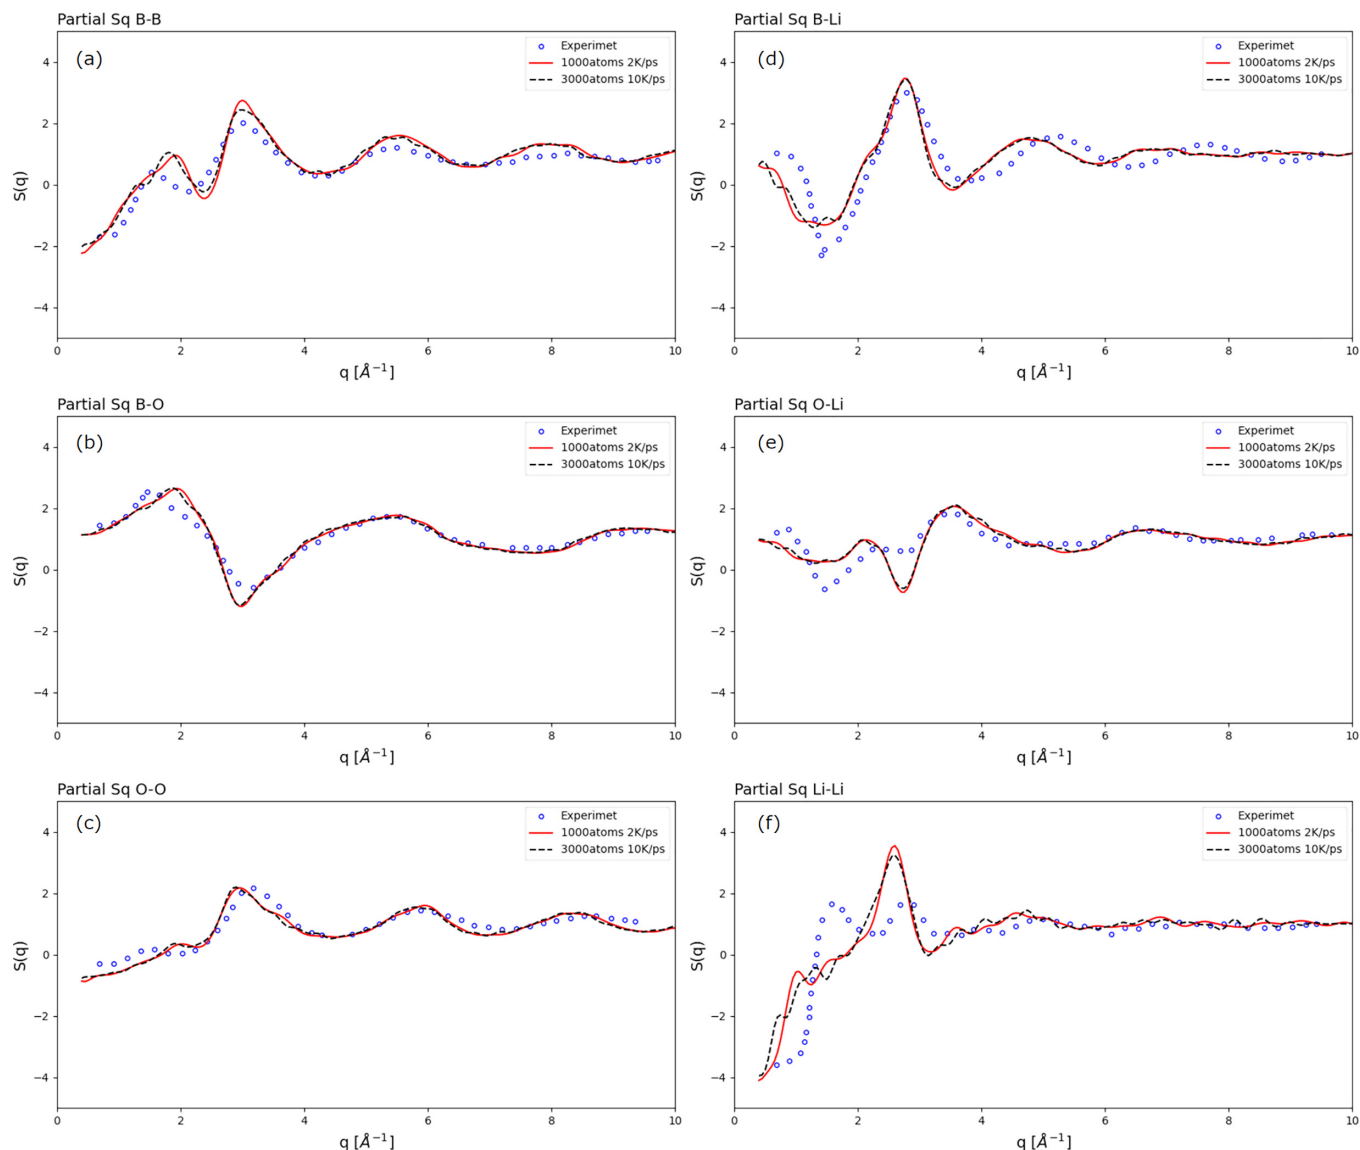 Partial Sq B-B
(a)
Experimet
1000atoms 2K/ps
3000atoms 10K/ps
4
2
0
−2
−4
S(q)
0 2 4 6 8 10
q [Å⁻¹]
Partial Sq B-Li
(d)
Experimet
1000atoms 2K/ps
3000atoms 10K/ps
4
2
0
−2
−4
S(q)
0 2 4 6 8 10
q [Å⁻¹]
Partial Sq B-O
(b)
Experimet
1000atoms 2K/ps
3000atoms 10K/ps
4
2
0
−2
−4
S(q)
0 2 4 6 8 10
q [Å⁻¹]
Partial Sq O-Li
(e)
Experimet
1000atoms 2K/ps
3000atoms 10K/ps
4
2
0
−2
−4
S(q)
0 2 4 6 8 10
q [Å⁻¹]
Partial Sq O-O
(c)
Experimet
1000atoms 2K/ps
3000atoms 10K/ps
4
2
0
−2
−4
S(q)
0 2 4 6 8 10
q [Å⁻¹]
Partial Sq Li-Li
(f)
Experimet
1000atoms 2K/ps
3000atoms 10K/ps
4
2
0
−2
−4
S(q)
0 2 4 6 8 10
q [Å⁻¹]